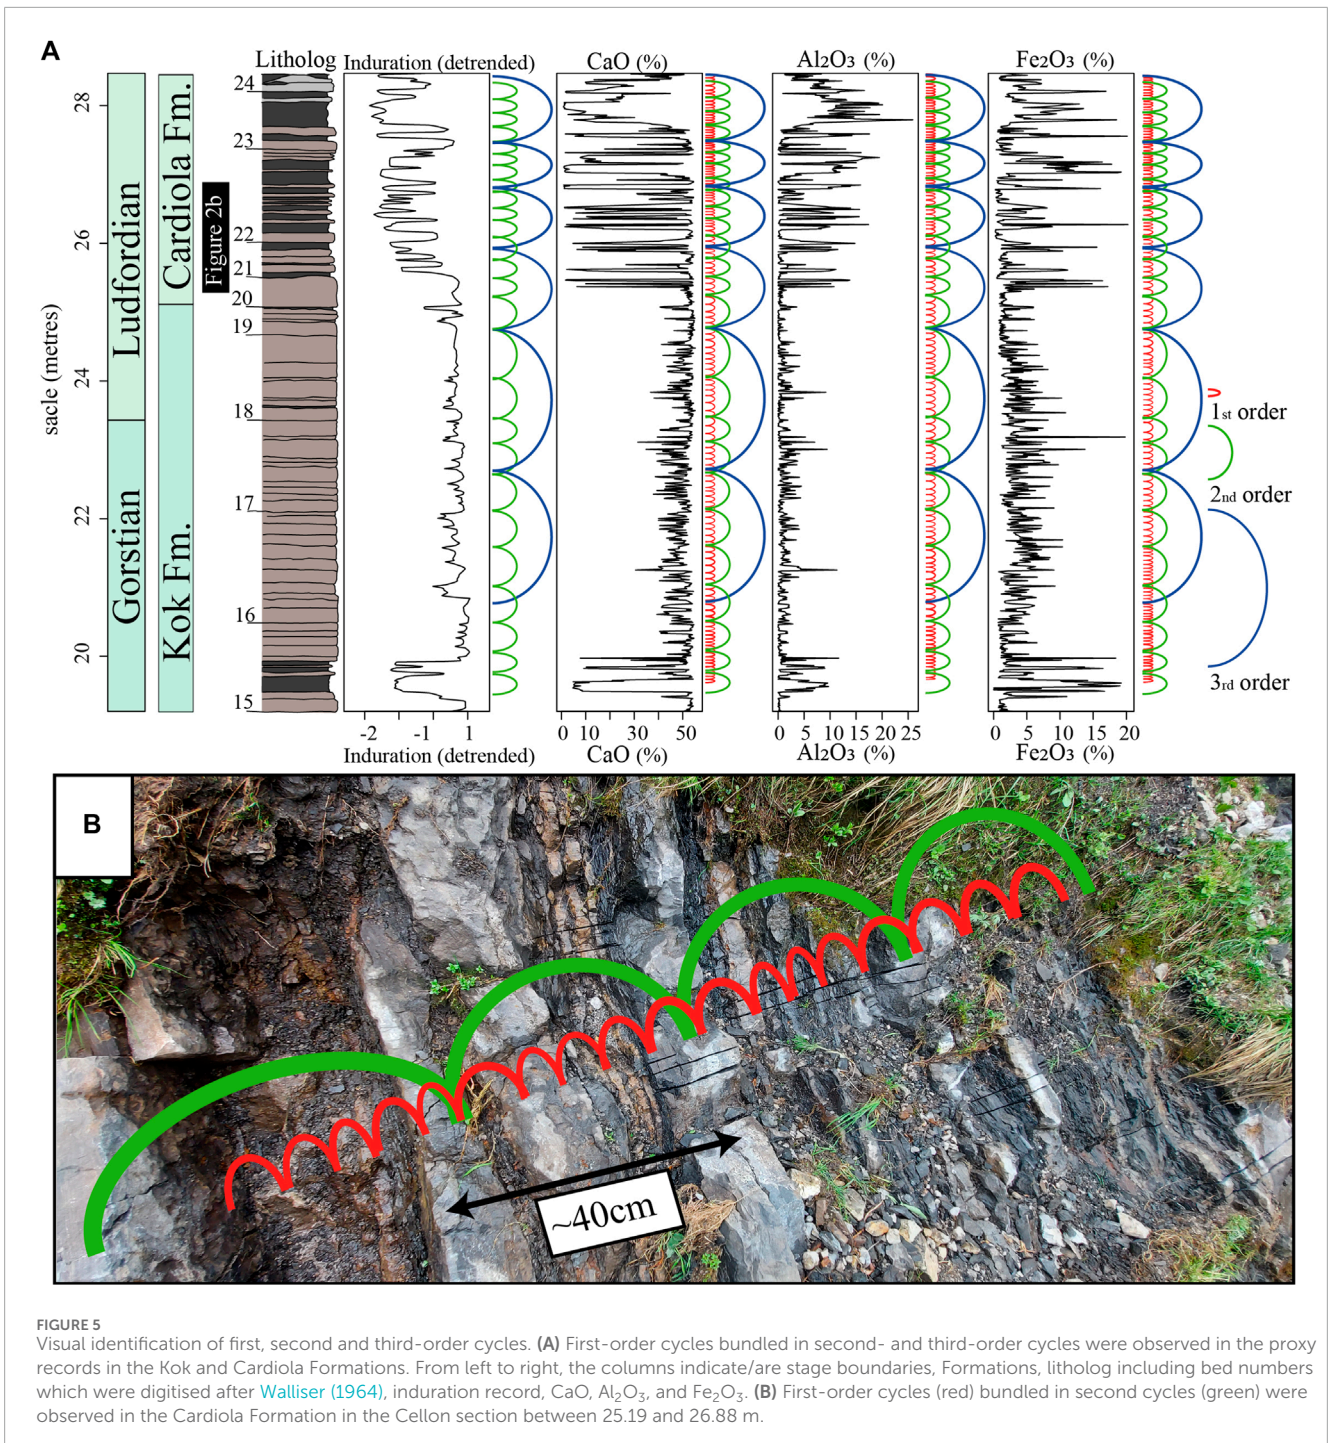 A
Litholog
Induration (detrended)
CaO (%)
Al2O3 (%)
Fe2O3 (%)
sacle (metres)
28
26
24
22
20
Ludfordian
Gorstian
Cardiola Fm.
Kok Fm.
Figure 2b
24
23
22
21
20
19
18
17
16
15
1st order
2nd order
3rd order
-2 -1 1
0 10 30 50
0 5 10 15 20 25
0 5 10 15 20
Induration (detrended)
CaO (%)
Al2O3 (%)
Fe2O3 (%)
B
~40cm
FIGURE 5
Visual identification of first, second and third-order cycles. (A) First-order cycles bundled in second- and third-order cycles were observed in the proxy
records in the Kok and Cardiola Formations. From left to right, the columns indicate/are stage boundaries, Formations, litholog including bed numbers
which were digitised after Walliser (1964), induration record, CaO, Al2O3, and Fe2O3. (B) First-order cycles (red) bundled in second cycles (green) were
observed in the Cardiola Formation in the Cellon section between 25.19 and 26.88 m.